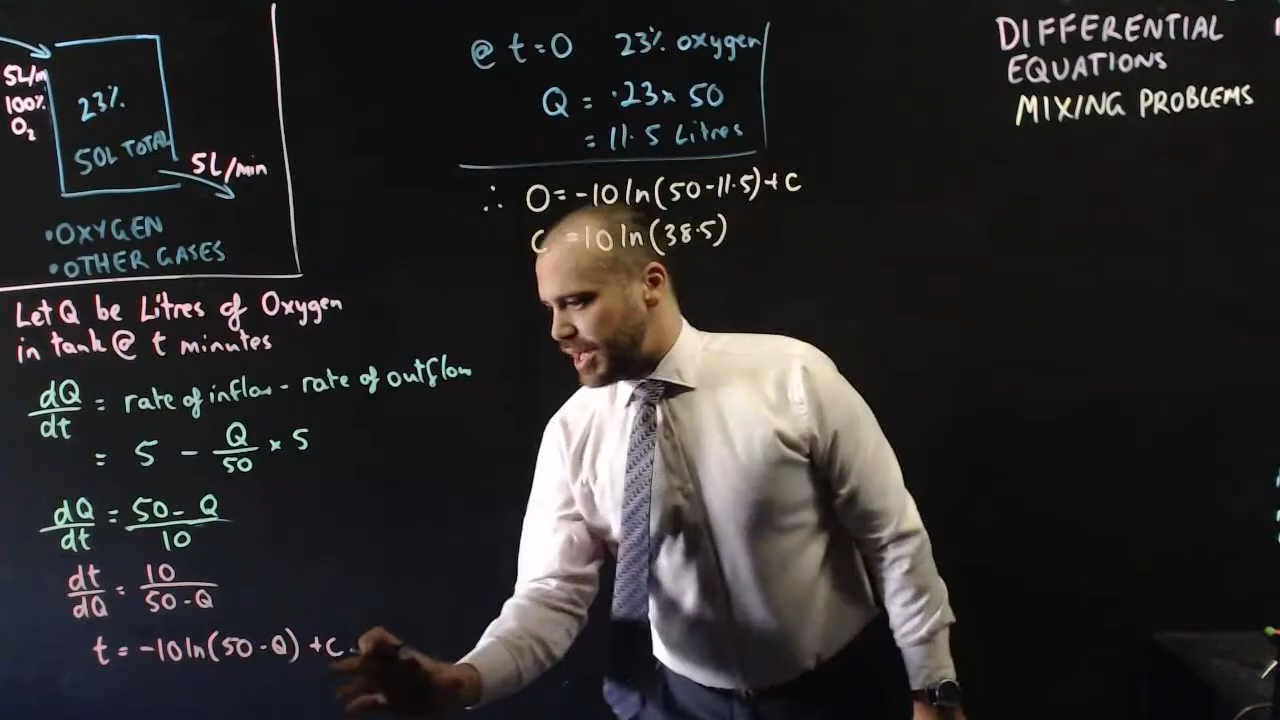 5L/m
100%
O₂
23%
50L TOTAL
5L/min
• OXYGEN
• OTHER GASES
Let Q be Litres of Oxygen
in tank @ t minutes
dQ/dt = rate of inflow - rate of outflow
= 5 - Q/50 × 5
dQ/dt = 50 - Q/10
dt/dQ = 10/50 - Q
t = -10 ln(50 - Q) + C
@ t = 0 23% oxygen
Q = .23 × 50
= 11.5 Litres
∴ 0 = -10 ln(50 - 11.5) + C
C = 10 ln(38.5)
DIFFERENTIAL
EQUATIONS
MIXING PROBLEMS